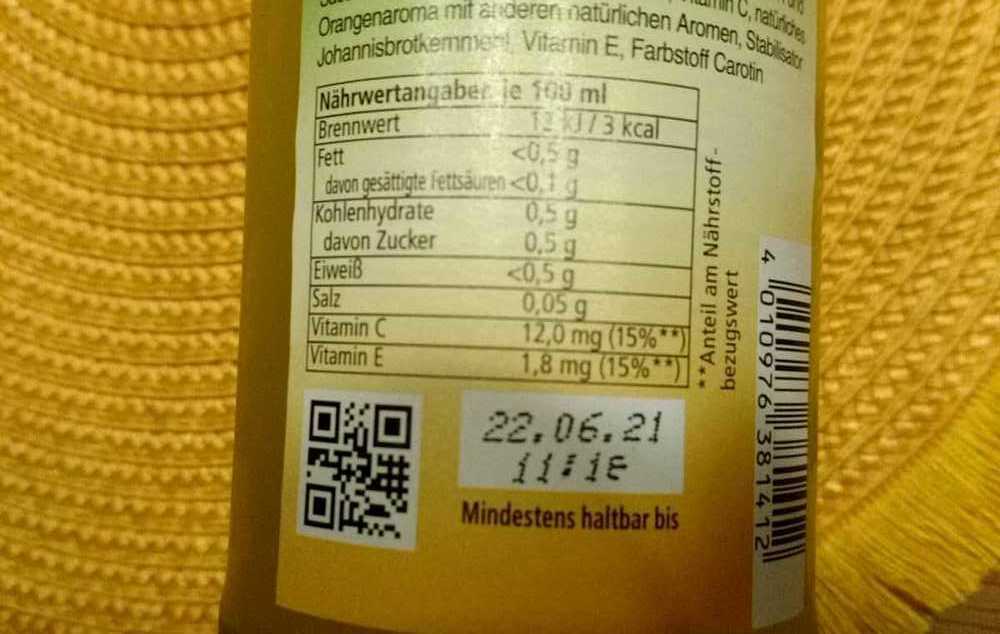 Vitamin C, natürliches
Orangenaroma mit anderen natürlichen Aromen, Stabilisator
Johannisbrotkernmehl, Vitamin E, Farbstoff Carotin
Nährwertangaben je 100 ml
Brennwert 12 kJ / 3 kcal
Fett <0,5 g
davon gesättigte Fettsäuren <0,1 g
Kohlenhydrate 0,5 g
davon Zucker 0,5 g
Eiweiß <0,5 g
Salz 0,05 g
Vitamin C 12,0 mg (15%**)
Vitamin E 1,8 mg (15%**)
**Anteil am Nährstoff-
bezugswert
22.06.21
Mindestens haltbar bis
4 010976 381412